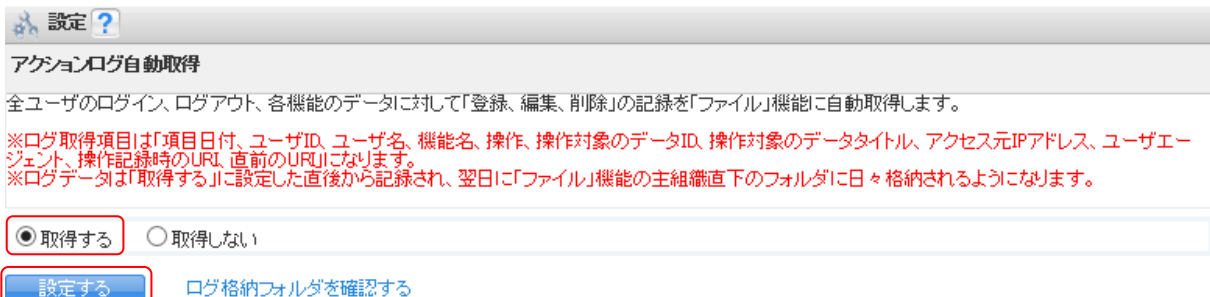 設定 ?
アクションログ自動取得
全ユーザのログイン、ログアウト、各機能のデータに対して「登録、編集、削除」の記録を「ファイル」機能に自動取得します。
※ログ取得項目は「項目日付、ユーザID、ユーザ名、機能名、操作、操作対象のデータID、操作対象のデータタイトル、アクセス元IPアドレス、ユーザエー
ジェント、操作記録時のURI、直前のURI」になります。
※ログデータは「取得する」に設定した直後から記録され、翌日に「ファイル」機能の主組織直下のフォルダに日々格納されるようになります。
取得する 取得しない
設定する ログ格納フォルダを確認する